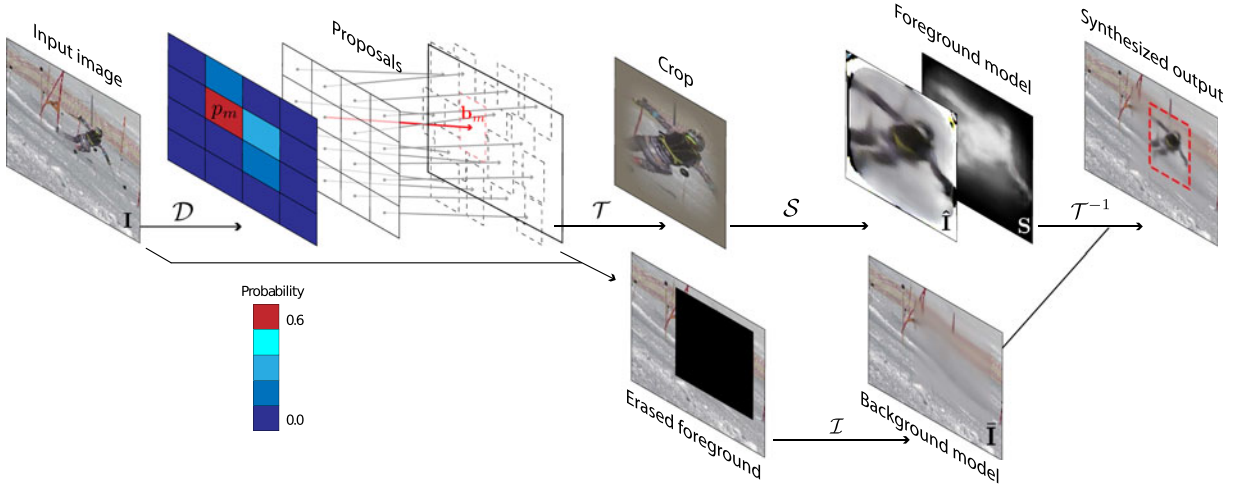 Input image
Proposals
Crop
Foreground model
Synthesized output
p_m
b_m
I
D
T
S
Î
S
T⁻¹
Probability
0.6
0.0
Erased foreground
I
Background model
Ī